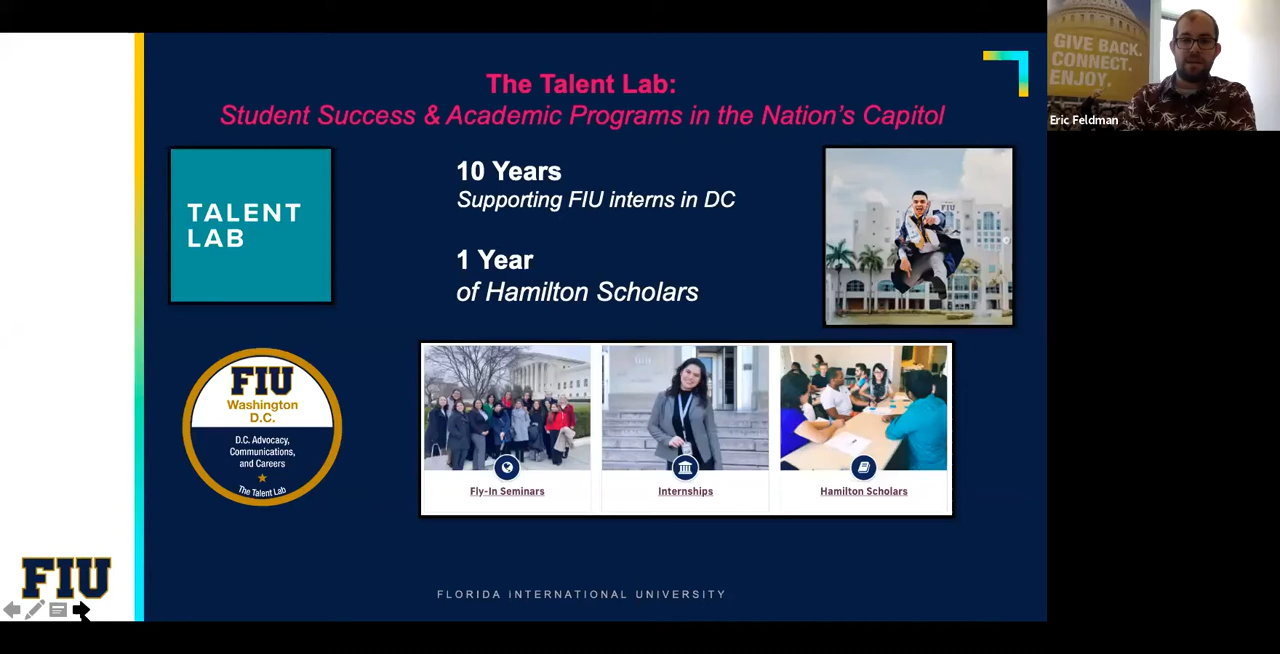 GIVE BACK.
CONNECT.
ENJOY.
Eric Feldman
The Talent Lab:
Student Success & Academic Programs in the Nation's Capitol
TALENT
LAB
10 Years
Supporting FIU interns in DC
1 Year
of Hamilton Scholars
FIU
FIU
Washington
D.C.
D.C. Advocacy,
Communications,
and Careers
The Talent Lab
Fly-In Seminars
Internships
Hamilton Scholars
FIU
FLORIDA INTERNATIONAL UNIVERSITY